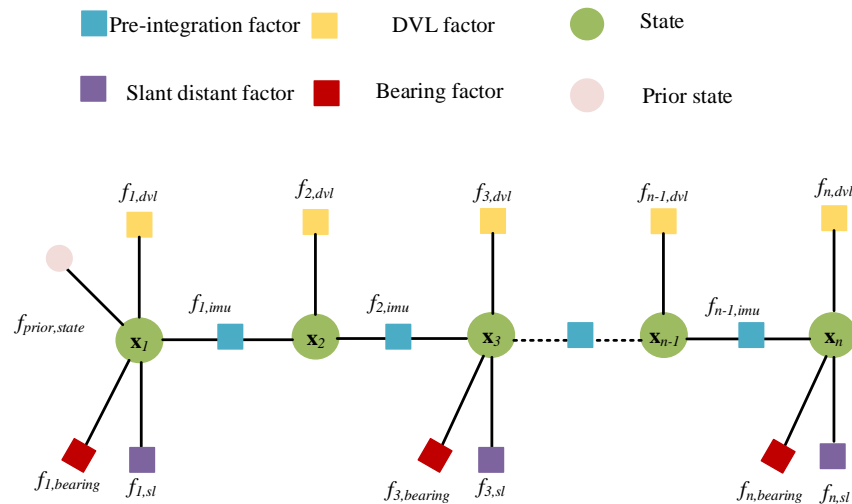 Pre-integration factor DVL factor State
Slant distant factor Bearing factor Prior state
f1,dvl f2,dvl f3,dvl fn-1,dvl fn,dvl
f1,imu f2,imu fn-1,imu
fprior,state
x1 x2 x3 xn-1 xn
f1,bearing f1,sl f3,bearing f3,sl fn,bearing fn,sl